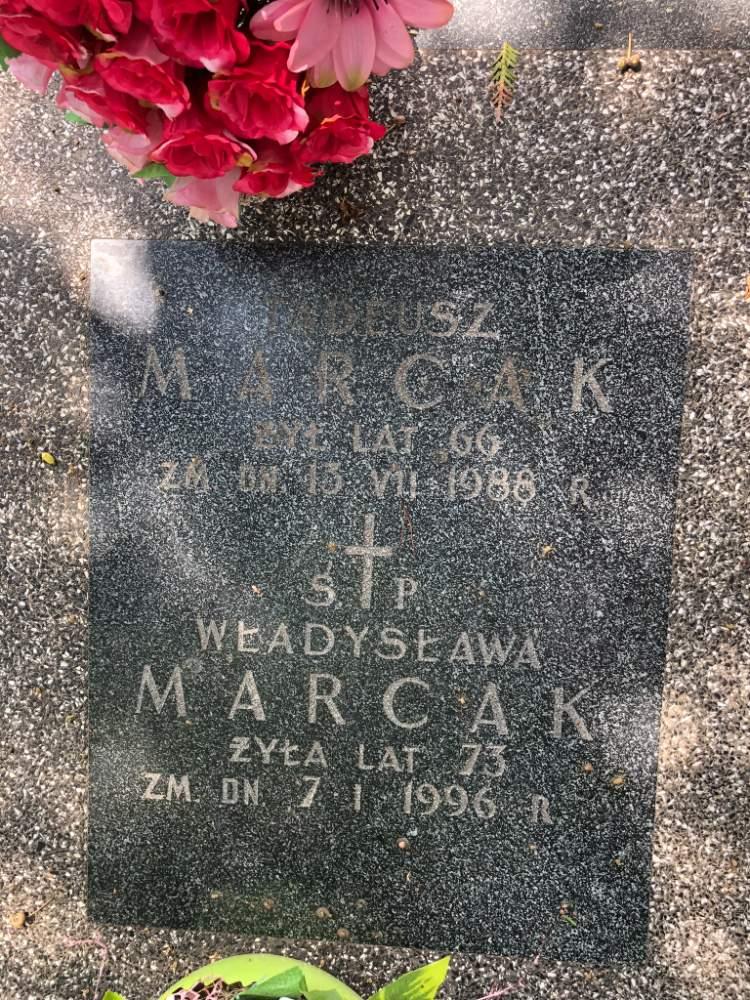 TADEUSZ
MARCAK
ŻYŁ LAT 66
ZM DN 13 VII 1988 R
Ś P
WŁADYSŁAWA
MARCAK
ŻYŁA LAT 73
ZM. DN. 7 I 1996 R